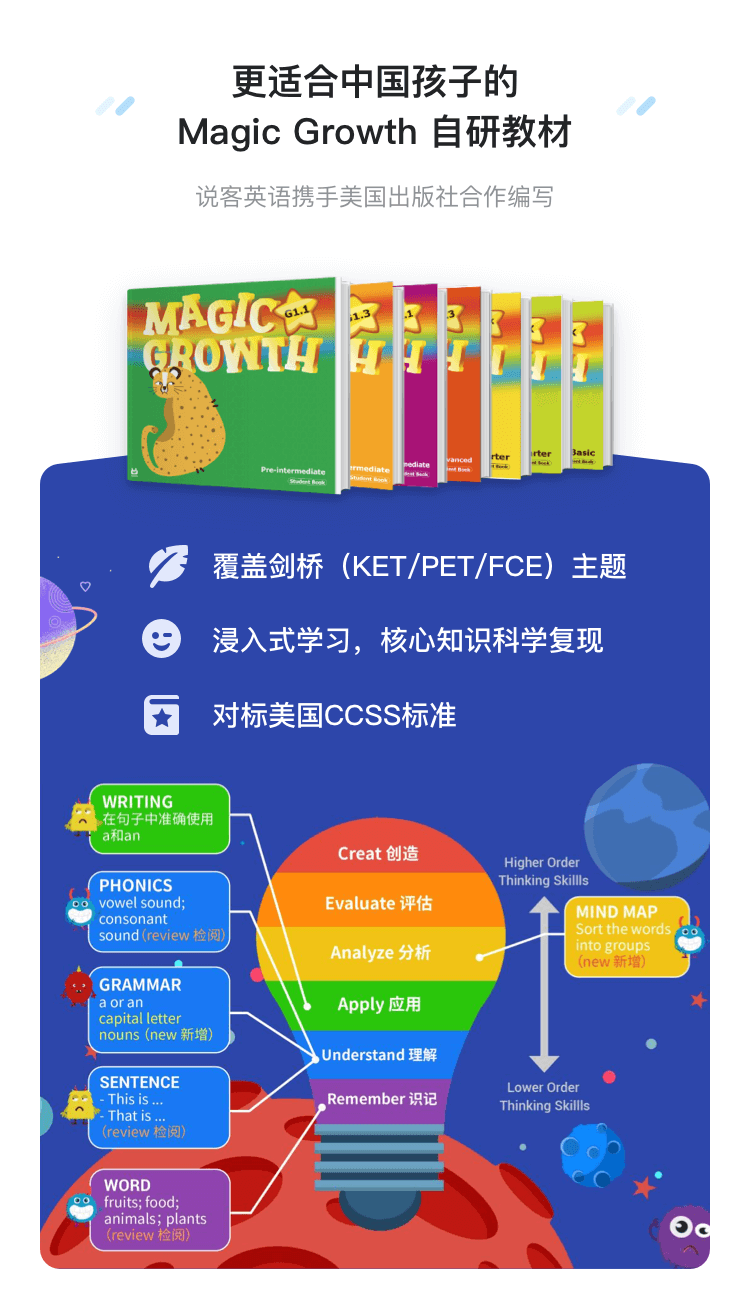 更适合中国孩子的
Magic Growth 自研教材
说客英语携手美国出版社合作编写
MAGIC
GROWTH
G1.1
Pre-intermediate
Student Book
覆盖剑桥（KET/PET/FCE）主题
浸入式学习，核心知识科学复现
对标美国CCSS标准
WRITING
在句子中准确使用
a和an
PHONICS
vowel sound;
consonant
sound (review 检阅)
GRAMMAR
a or an
capital letter
nouns (new 新增)
SENTENCE
- This is ...
- That is ...
(review 检阅)
WORD
fruits; food;
animals; plants
(review 检阅)
Creat 创造
Evaluate 评估
Analyze 分析
Apply 应用
Understand 理解
Remember 识记
Higher Order
Thinking Skillls
MIND MAP
Sort the words
into groups
(new 新增)
Lower Order
Thinking Skillls